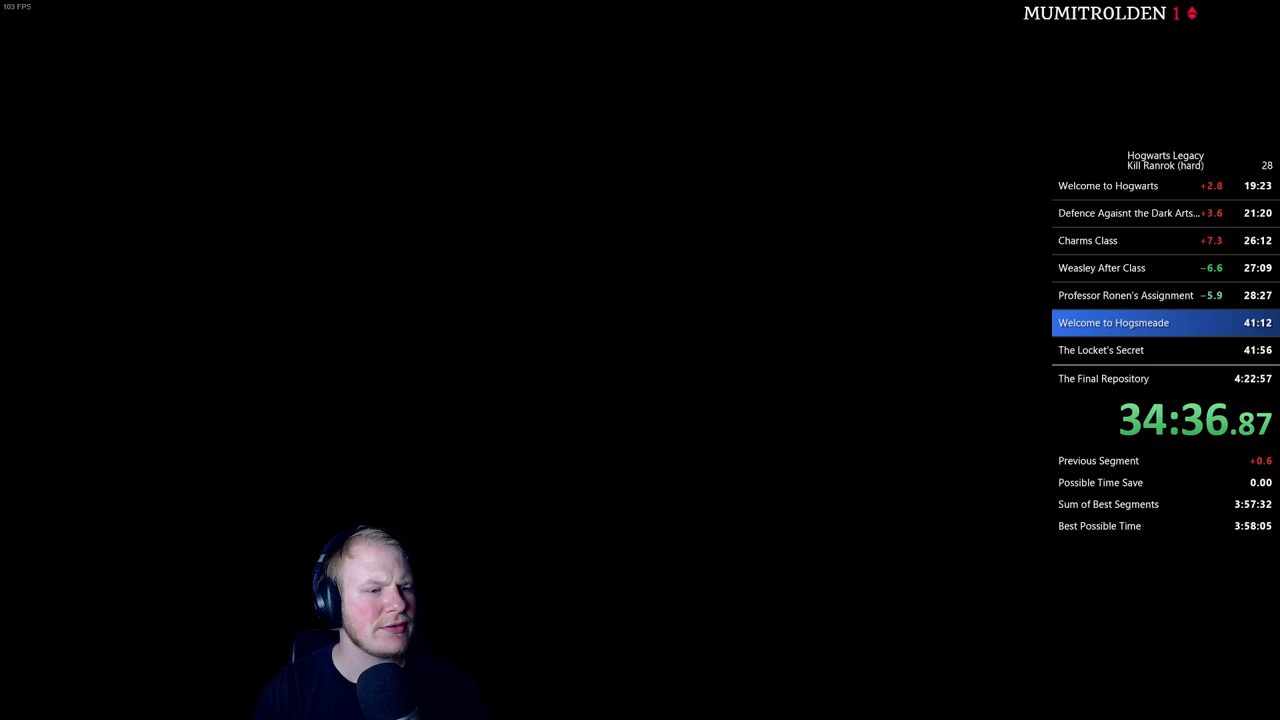 103 FPS
MUMITROLDEN 1
Hogwarts Legacy
Kill Ranrok (hard) 28
Welcome to Hogwarts +2.8 19:23
Defence Agaisnt the Dark Arts... +3.6 21:20
Charms Class +7.3 26:12
Weasley After Class −6.6 27:09
Professor Ronen's Assignment −5.9 28:27
Welcome to Hogsmeade 41:12
The Locket's Secret 41:56
The Final Repository 4:22:57
34:36.87
Previous Segment +0.6
Possible Time Save 0.00
Sum of Best Segments 3:57:32
Best Possible Time 3:58:05